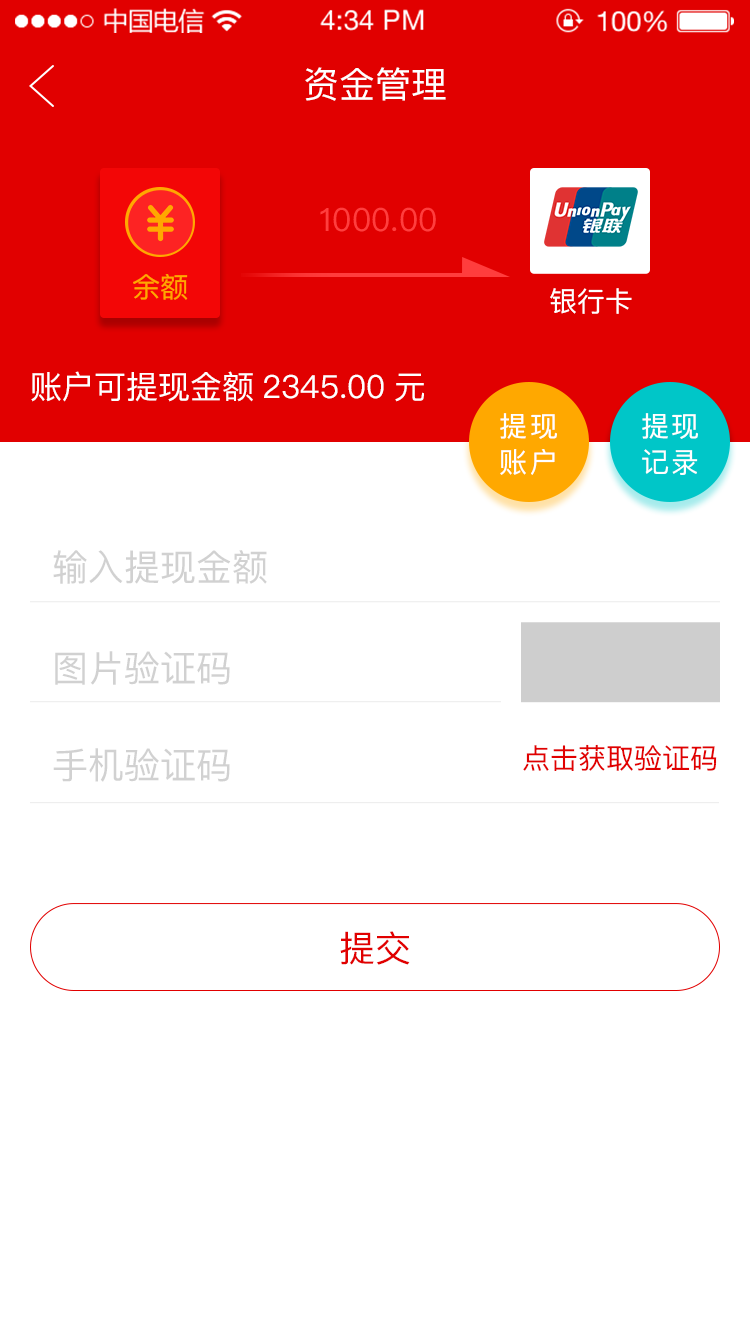 中国电信 4:34 PM 100%
资金管理
¥
1000.00
UnionPay
银联
余额
银行卡
账户可提现金额 2345.00 元
提现
账户
提现
记录
输入提现金额
图片验证码
手机验证码
点击获取验证码
提交